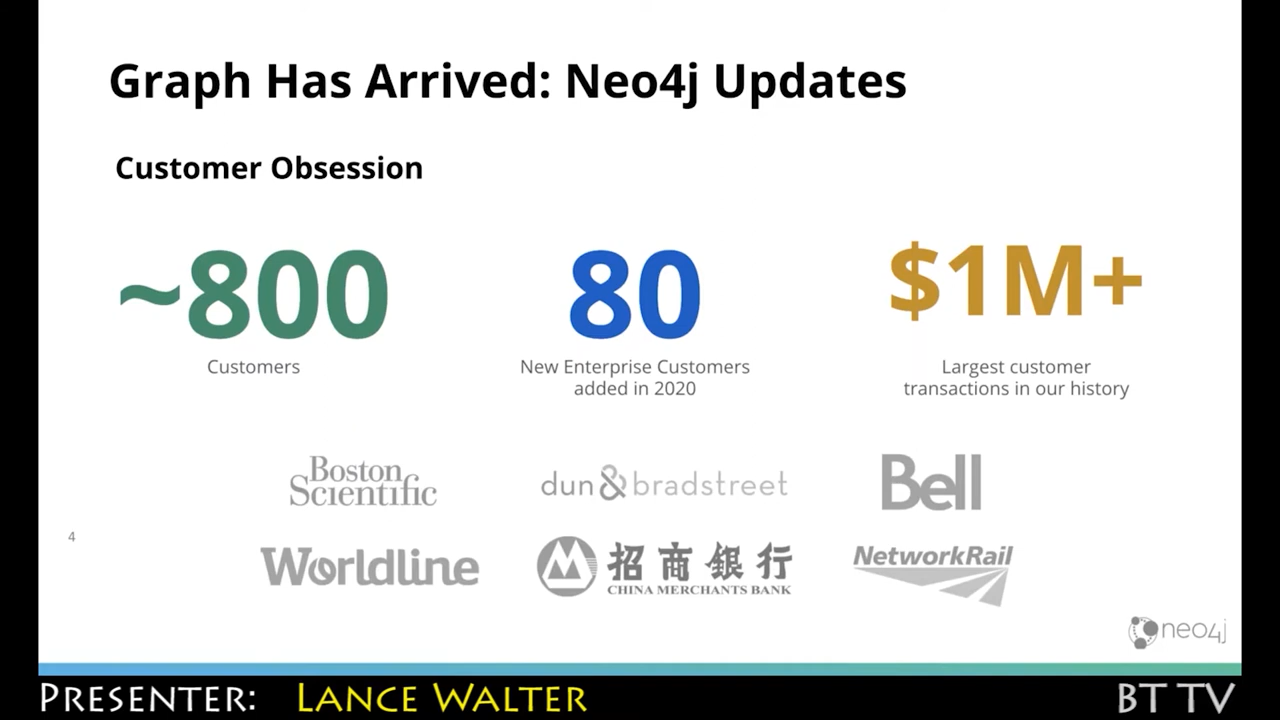 Graph Has Arrived: Neo4j Updates
Customer Obsession
~800
Customers
80
New Enterprise Customers
added in 2020
$1M+
Largest customer
transactions in our history
Boston
Scientific
dun & bradstreet
Bell
Worldline
招商银行
CHINA MERCHANTS BANK
NetworkRail
4
neo4j
PRESENTER: LANCE WALTER
BT TV